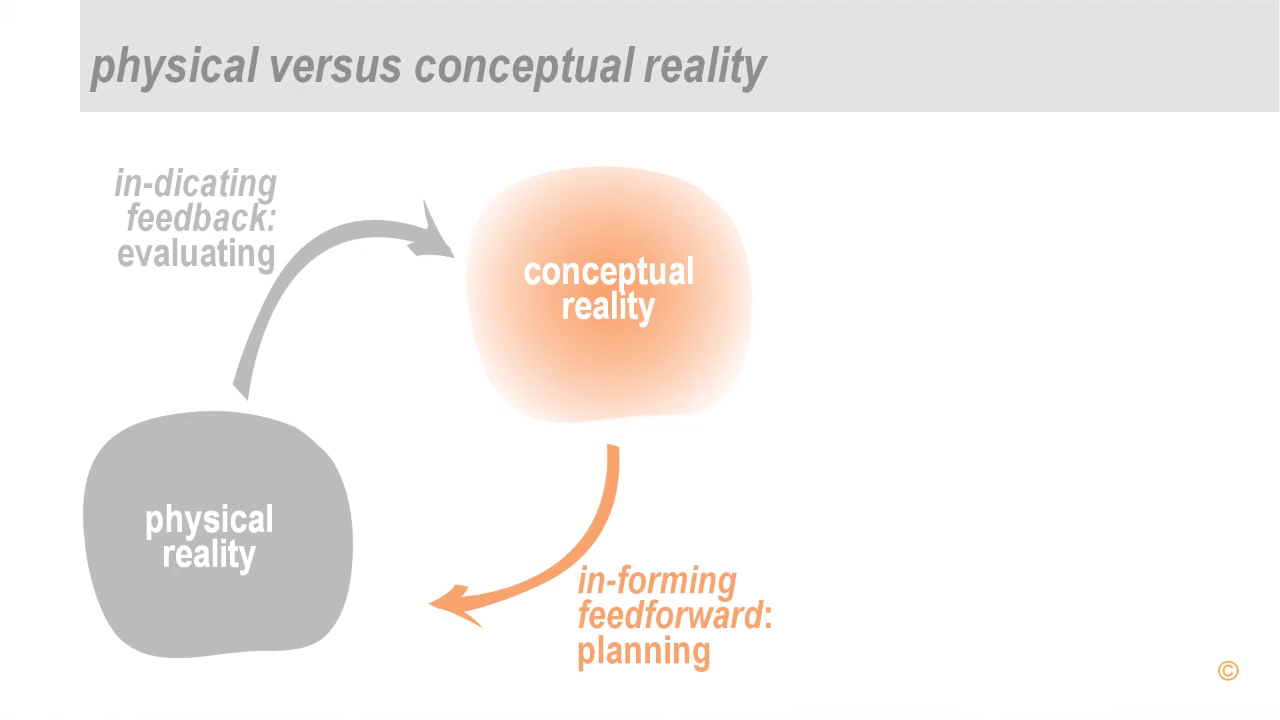 physical versus conceptual reality
in-dicating
feedback:
evaluating
conceptual
reality
physical
reality
in-forming
feedforward:
planning
©